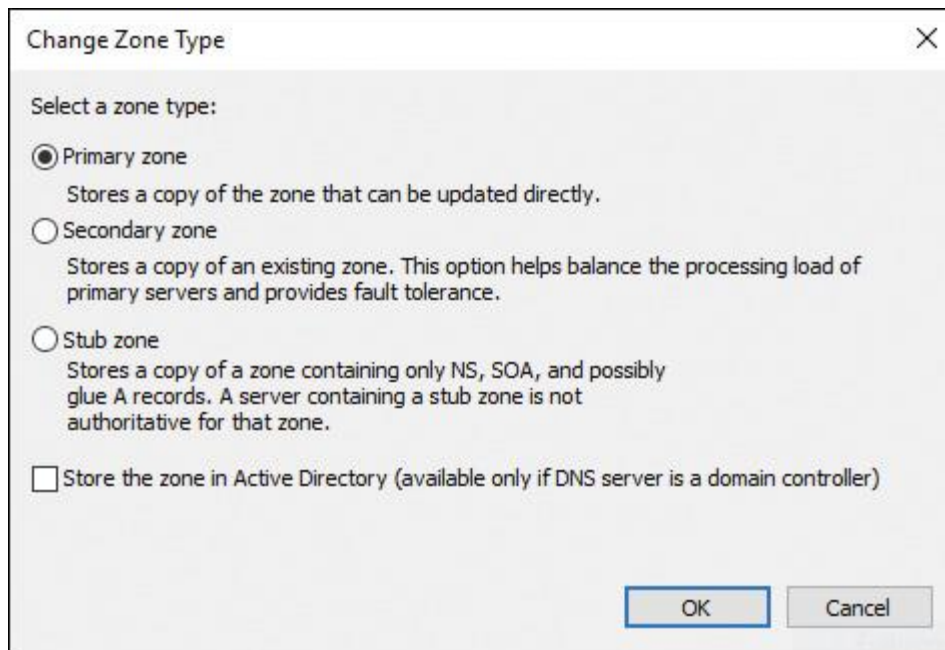 Change Zone Type
Select a zone type:
Primary zone
Stores a copy of the zone that can be updated directly.
Secondary zone
Stores a copy of an existing zone. This option helps balance the processing load of
primary servers and provides fault tolerance.
Stub zone
Stores a copy of a zone containing only NS, SOA, and possibly
glue A records. A server containing a stub zone is not
authoritative for that zone.
Store the zone in Active Directory (available only if DNS server is a domain controller)
OK
Cancel